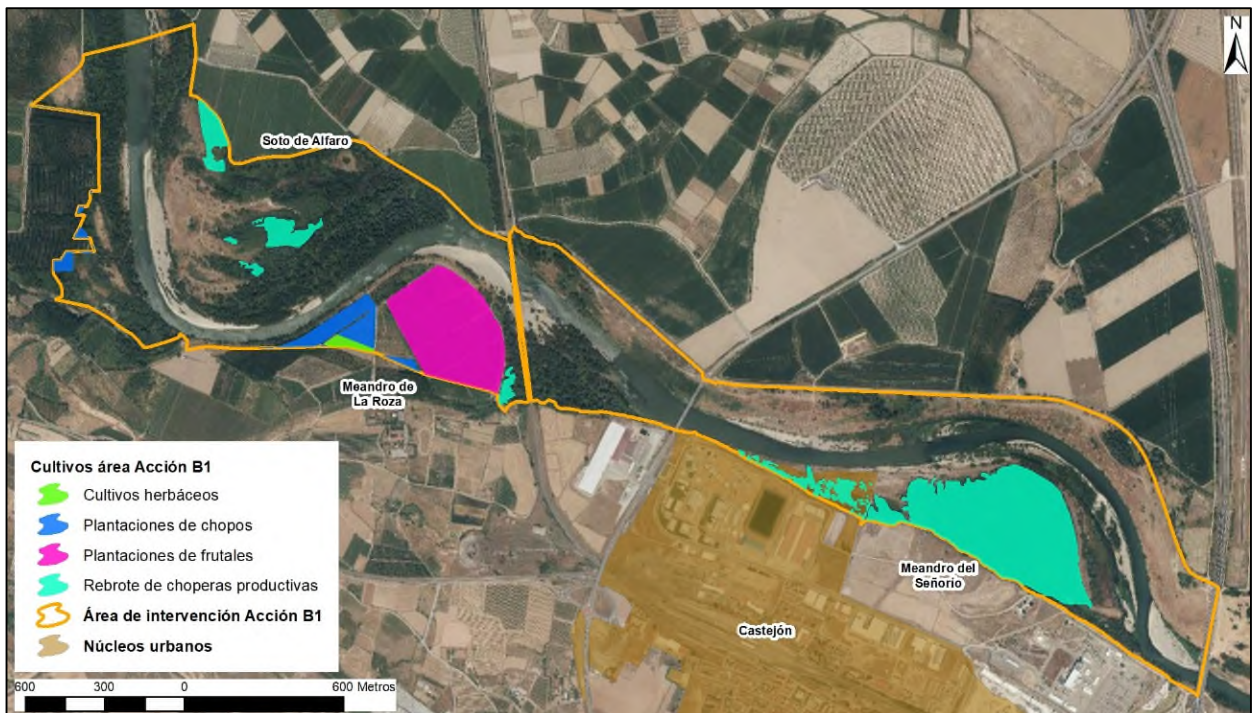 N
Soto de Alfaro
Meandro de
La Roza
Meandro del
Señorio
Castejón
Cultivos área Acción B1
Cultivos herbáceos
Plantaciones de chopos
Plantaciones de frutales
Rebrote de choperas productivas
Área de intervención Acción B1
Núcleos urbanos
600 300 0 600 Metros